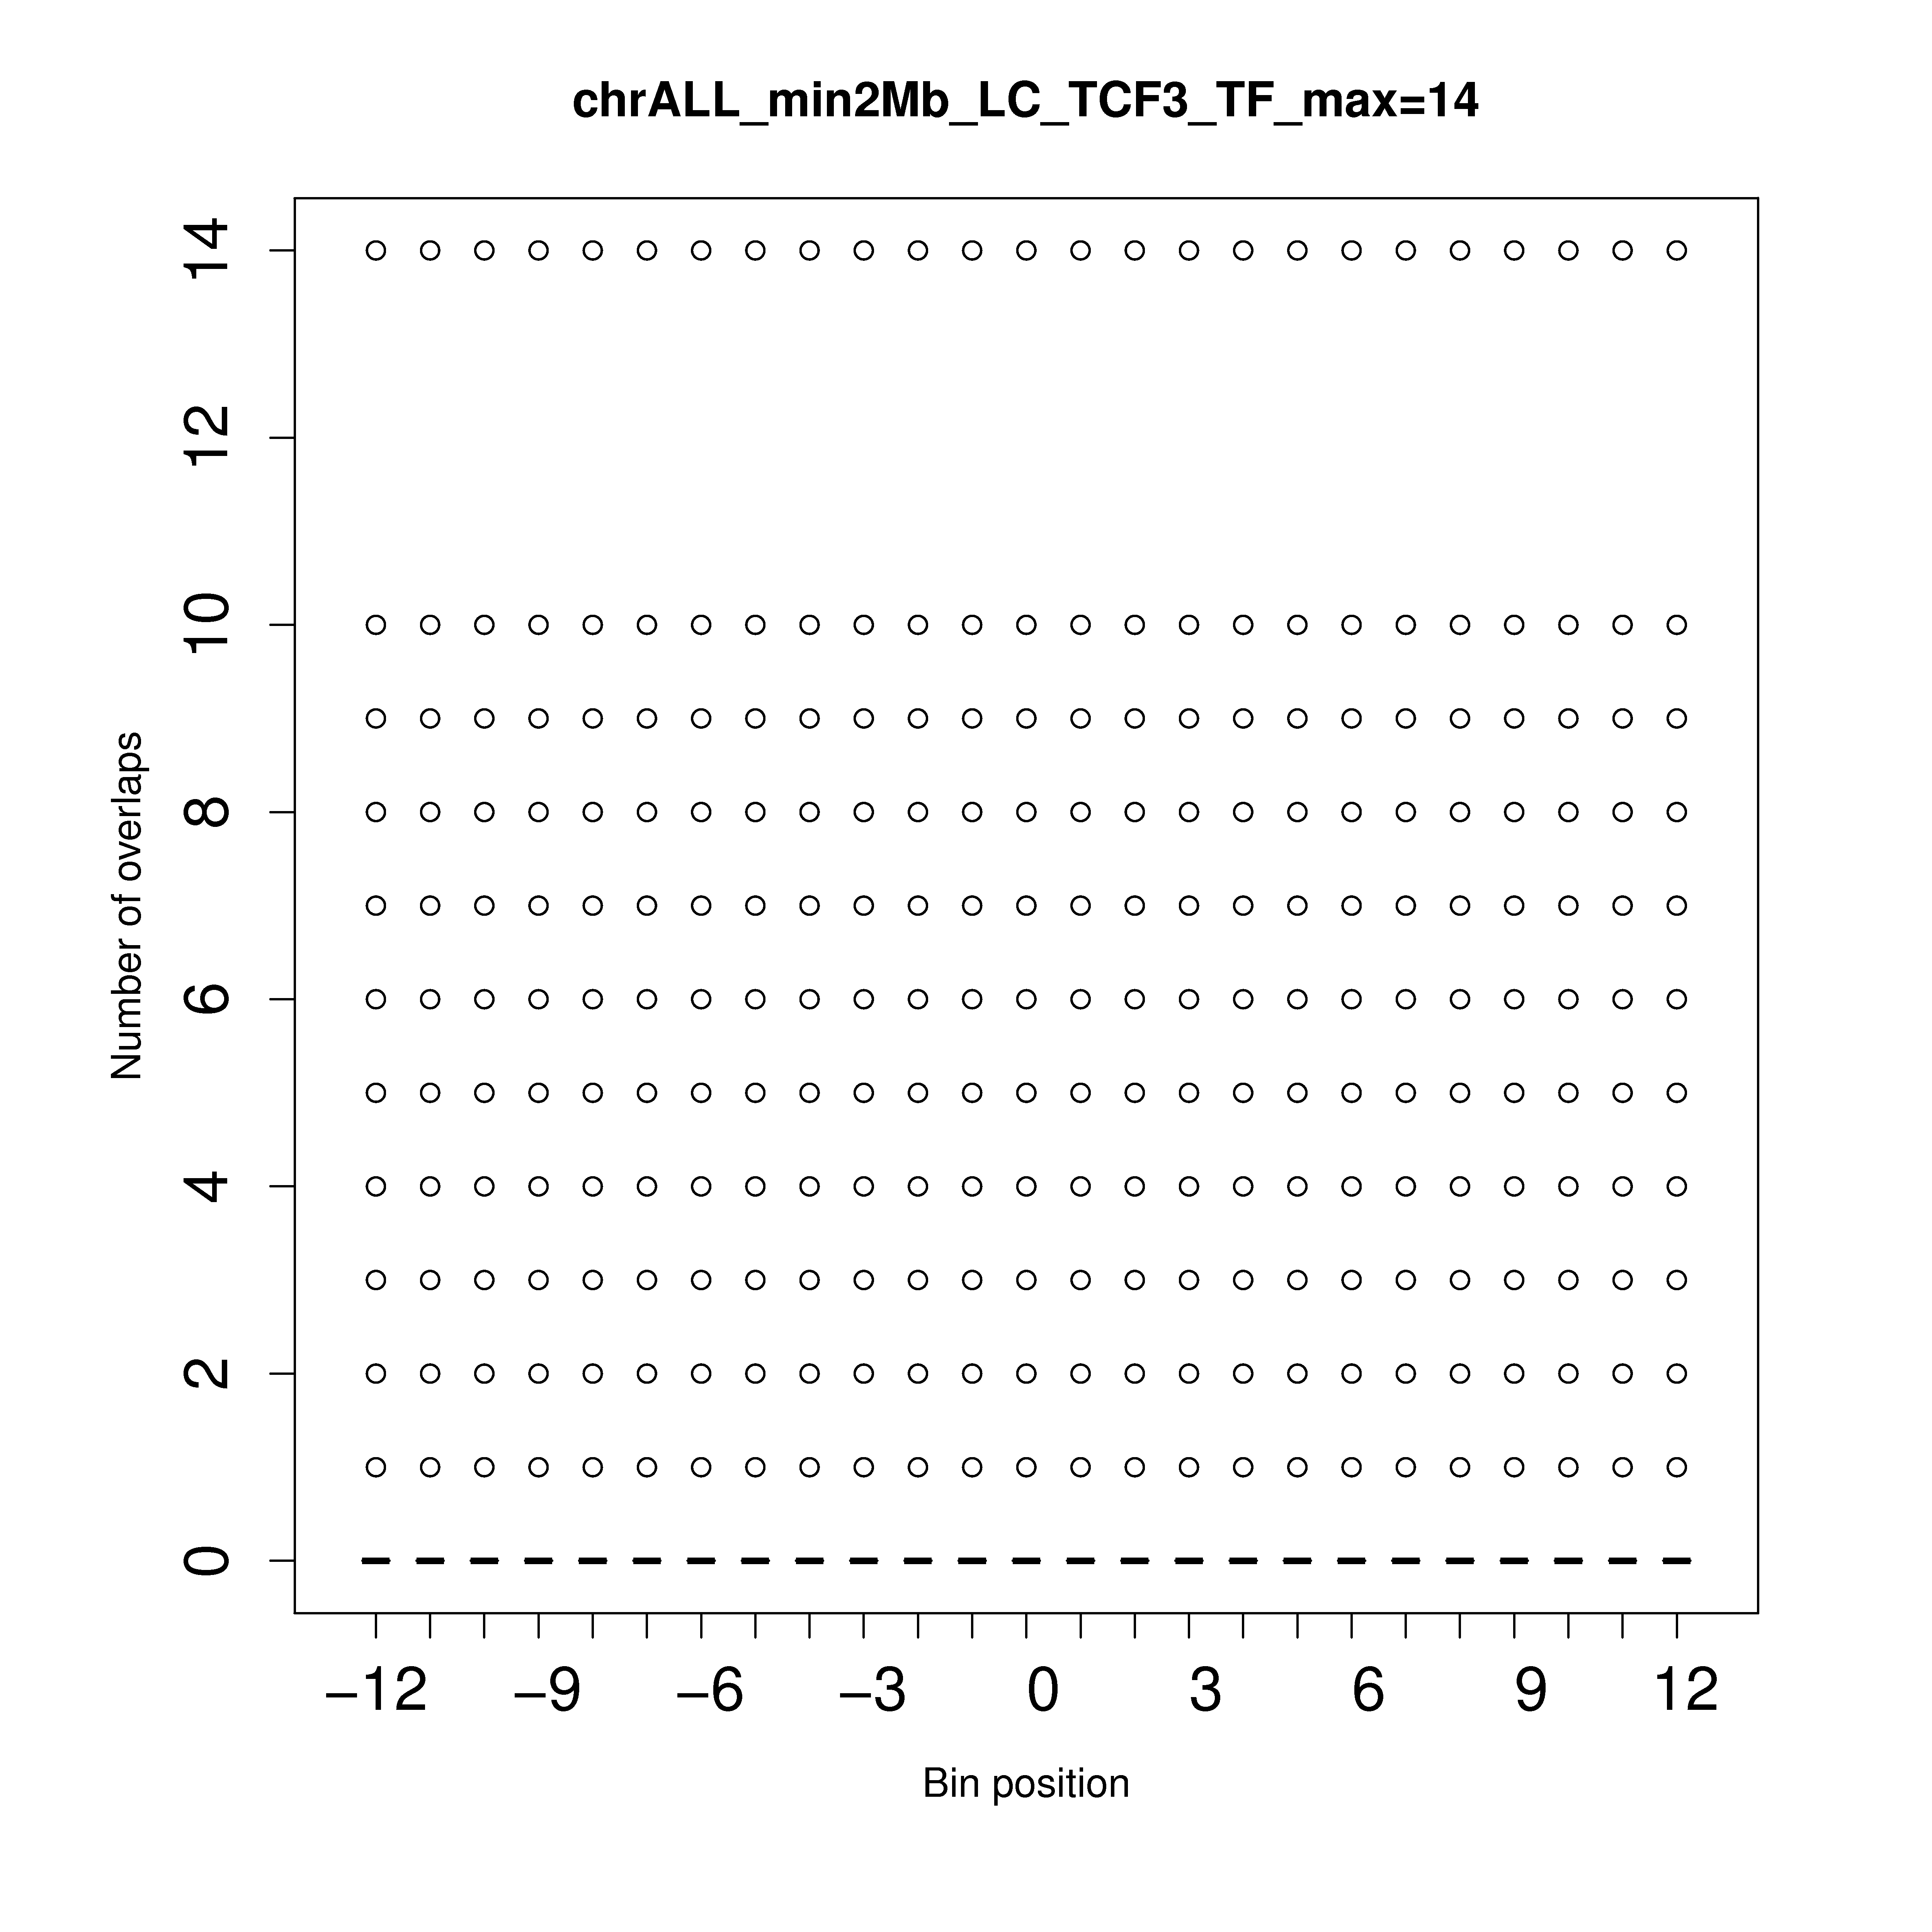 chrALL_min2Mb_LC_TCF3_TF_max=14
14
12
10
8
6
4
2
0
Number of overlaps
−12 −9 −6 −3 0 3 6 9 12
Bin position